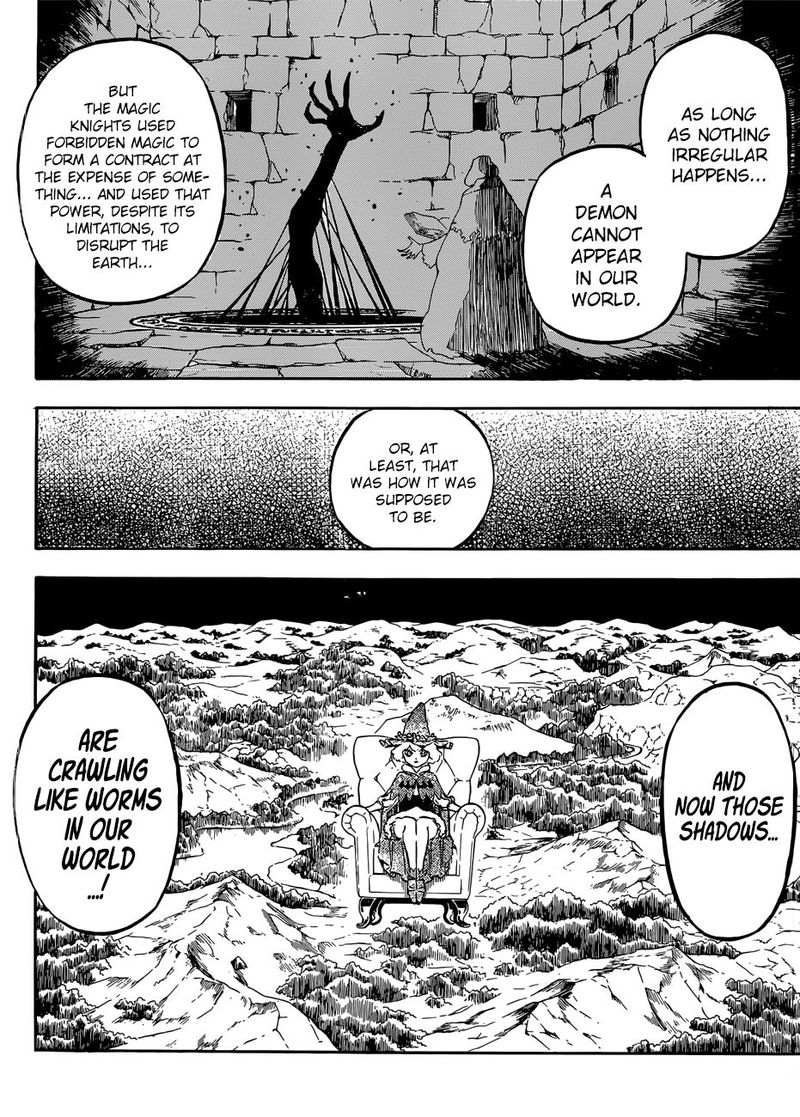 AS LONG
AS NOTHING
IRREGULAR
HAPPENS...
A
DEMON
CANNOT
APPEAR
IN OUR
WORLD.
BUT
THE MAGIC
KNIGHTS USED
FORBIDDEN MAGIC TO
FORM A CONTRACT AT
THE EXPENSE OF SOME-
THING... AND USED THAT
POWER, DESPITE ITS
LIMITATIONS, TO
DISRUPT THE
EARTH...
OR, AT
LEAST, THAT
WAS HOW IT WAS
SUPPOSED
TO BE.
AND
NOW THOSE
SHADOWS...
ARE
CRAWLING
LIKE WORMS
IN OUR
WORLD
....!